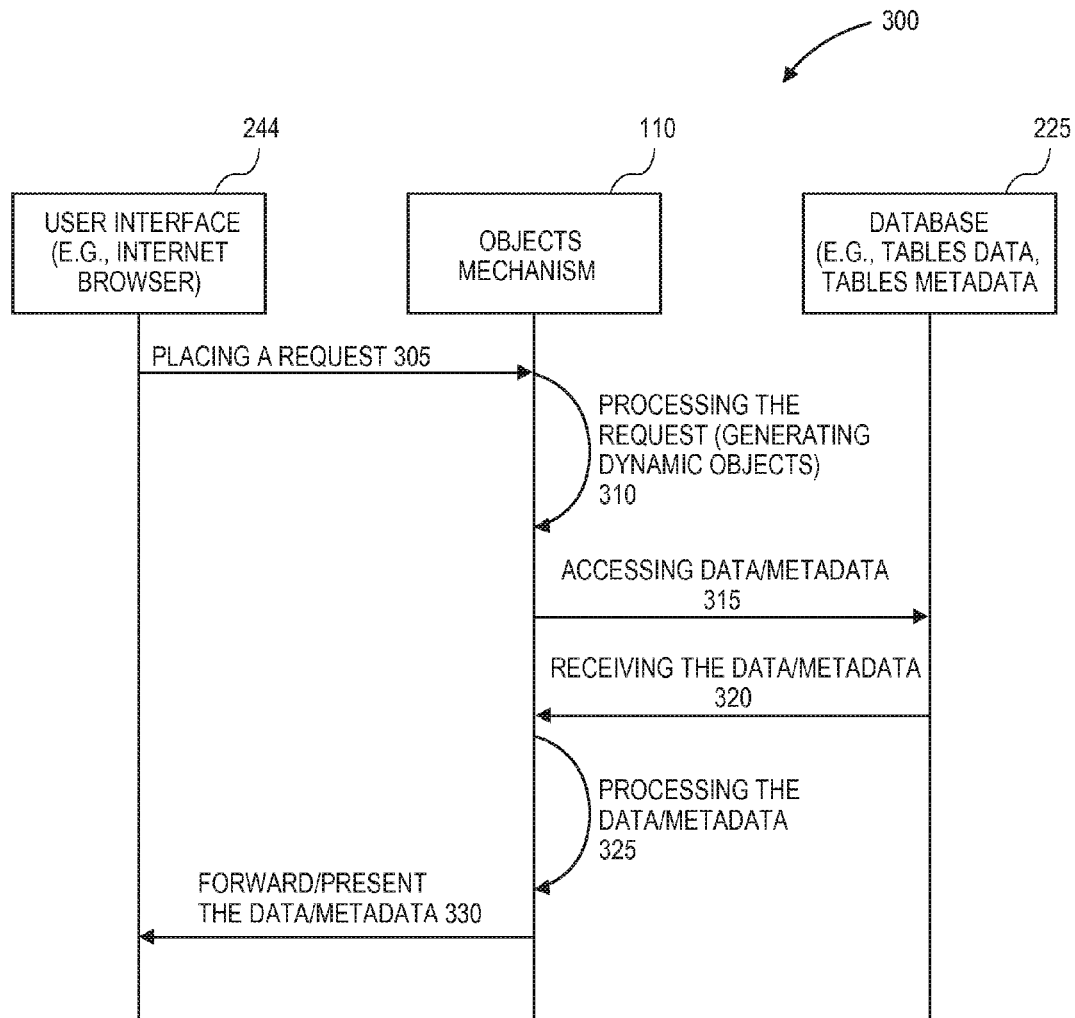 300
244
110
225
USER INTERFACE
(E.G., INTERNET
BROWSER)
OBJECTS
MECHANISM
DATABASE
(E.G., TABLES DATA,
TABLES METADATA
PLACING A REQUEST 305
PROCESSING THE
REQUEST (GENERATING
DYNAMIC OBJECTS)
310
ACCESSING DATA/METADATA
315
RECEIVING THE DATA/METADATA
320
PROCESSING THE
DATA/METADATA
325
FORWARD/PRESENT
THE DATA/METADATA 330